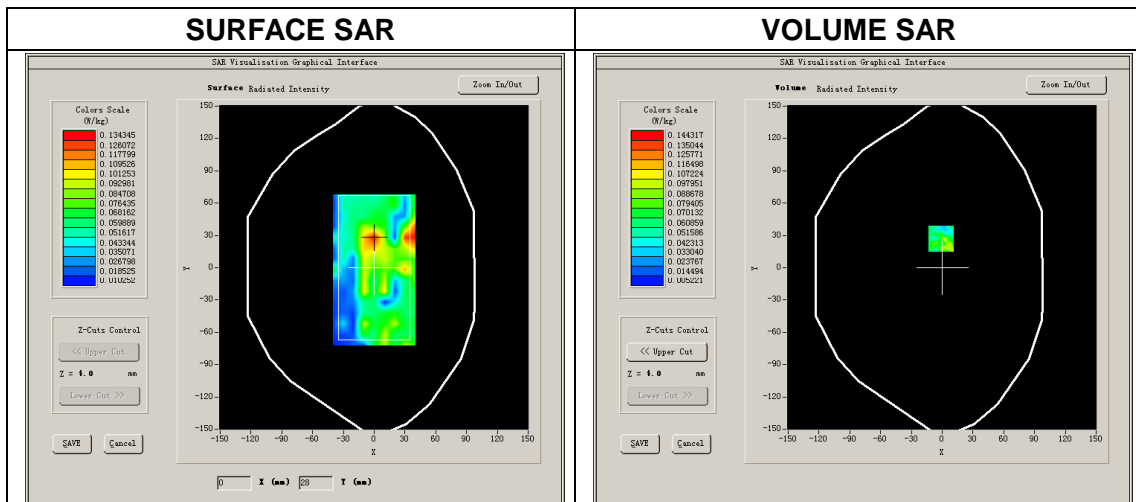 SURFACE SAR
SAR Visualisation Graphical Interface
Surface Radiated Intensity
Zoom In/Out
Colors Scale
(W/kg)
0.134345
0.126072
0.117799
0.109526
0.101253
0.092981
0.084708
0.076435
0.068162
0.059889
0.051617
0.043344
0.035071
0.026798
0.018525
0.010252
Z-Cuts Control
<< Upper Cut
Z = 4.0 mm
Lower Cut >>
SAVE Cancel
150
120
90
60
30
0
-30
-60
-90
-120
-150
Y
-150 -120 -90 -60 -30 0 30 60 90 120 150
X
0 X (mm) 28 Y (mm)
VOLUME SAR
SAR Visualisation Graphical Interface
Volume Radiated Intensity
Zoom In/Out
Colors Scale
(W/kg)
0.144317
0.135044
0.125771
0.116498
0.107224
0.097951
0.088678
0.079405
0.070132
0.060859
0.051586
0.042313
0.033040
0.023767
0.014494
0.005221
Z-Cuts Control
<< Upper Cut
Z = 4.0 mm
Lower Cut >>
SAVE Cancel
150
120
90
60
30
0
-30
-60
-90
-120
-150
Y
-150 -120 -90 -60 -30 0 30 60 90 120 150
X